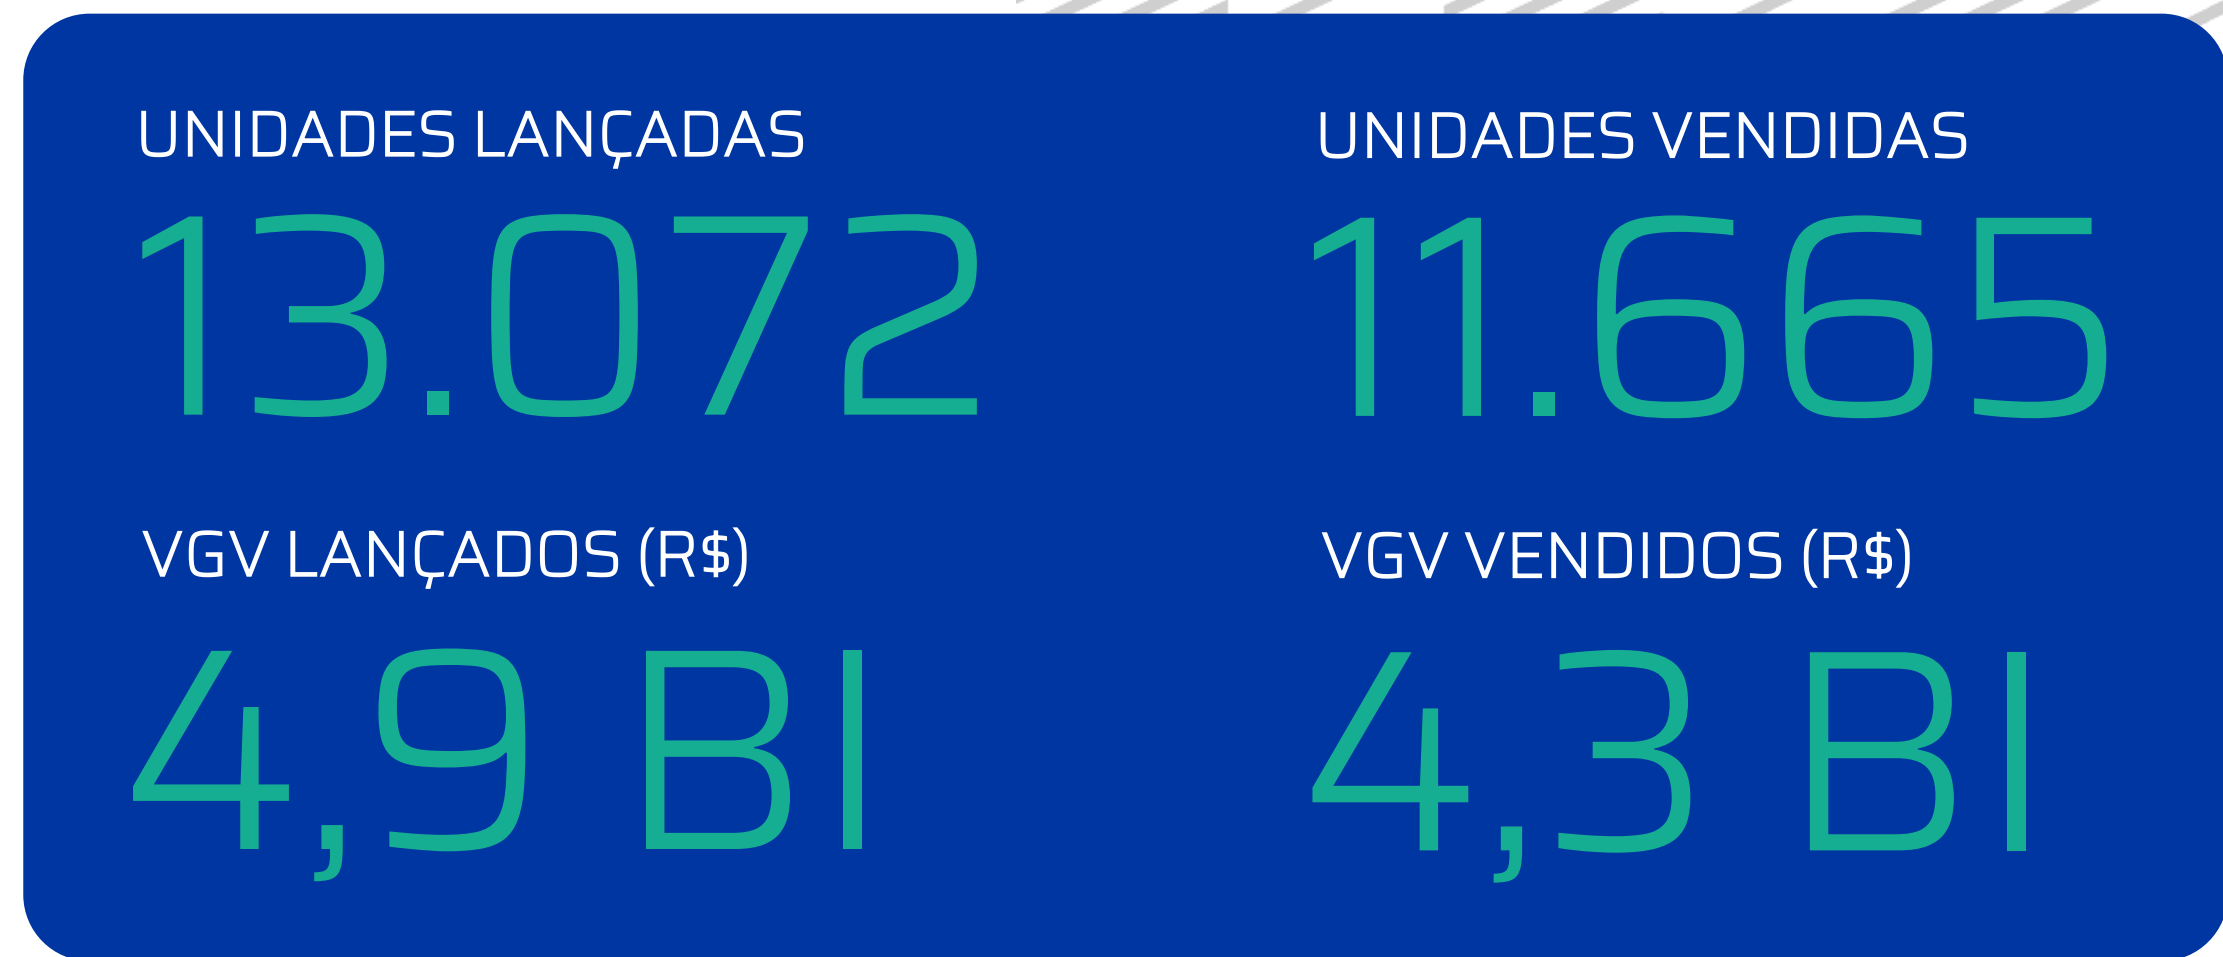 UNIDADES LANÇADAS
13.072
UNIDADES VENDIDAS
11.665
VGV LANÇADOS (R$)
4,9 BI
VGV VENDIDOS (R$)
4,3 BI